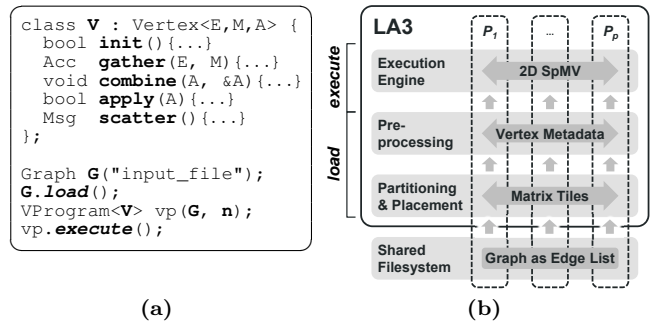 class V : Vertex<E,M,A> {
bool init(){...}
Acc gather(E, M){...}
void combine(A, &A){...}
bool apply(A){...}
Msg scatter(){...}
};
Graph G("input_file");
G.load();
VProgram<V> vp(G, n);
vp.execute();
(a)
LA3
P1 ... Pp
execute
Execution
Engine
2D SpMV
load
Pre-
processing
Vertex Metadata
Partitioning
& Placement
Matrix Tiles
Shared
Filesystem
Graph as Edge List
(b)